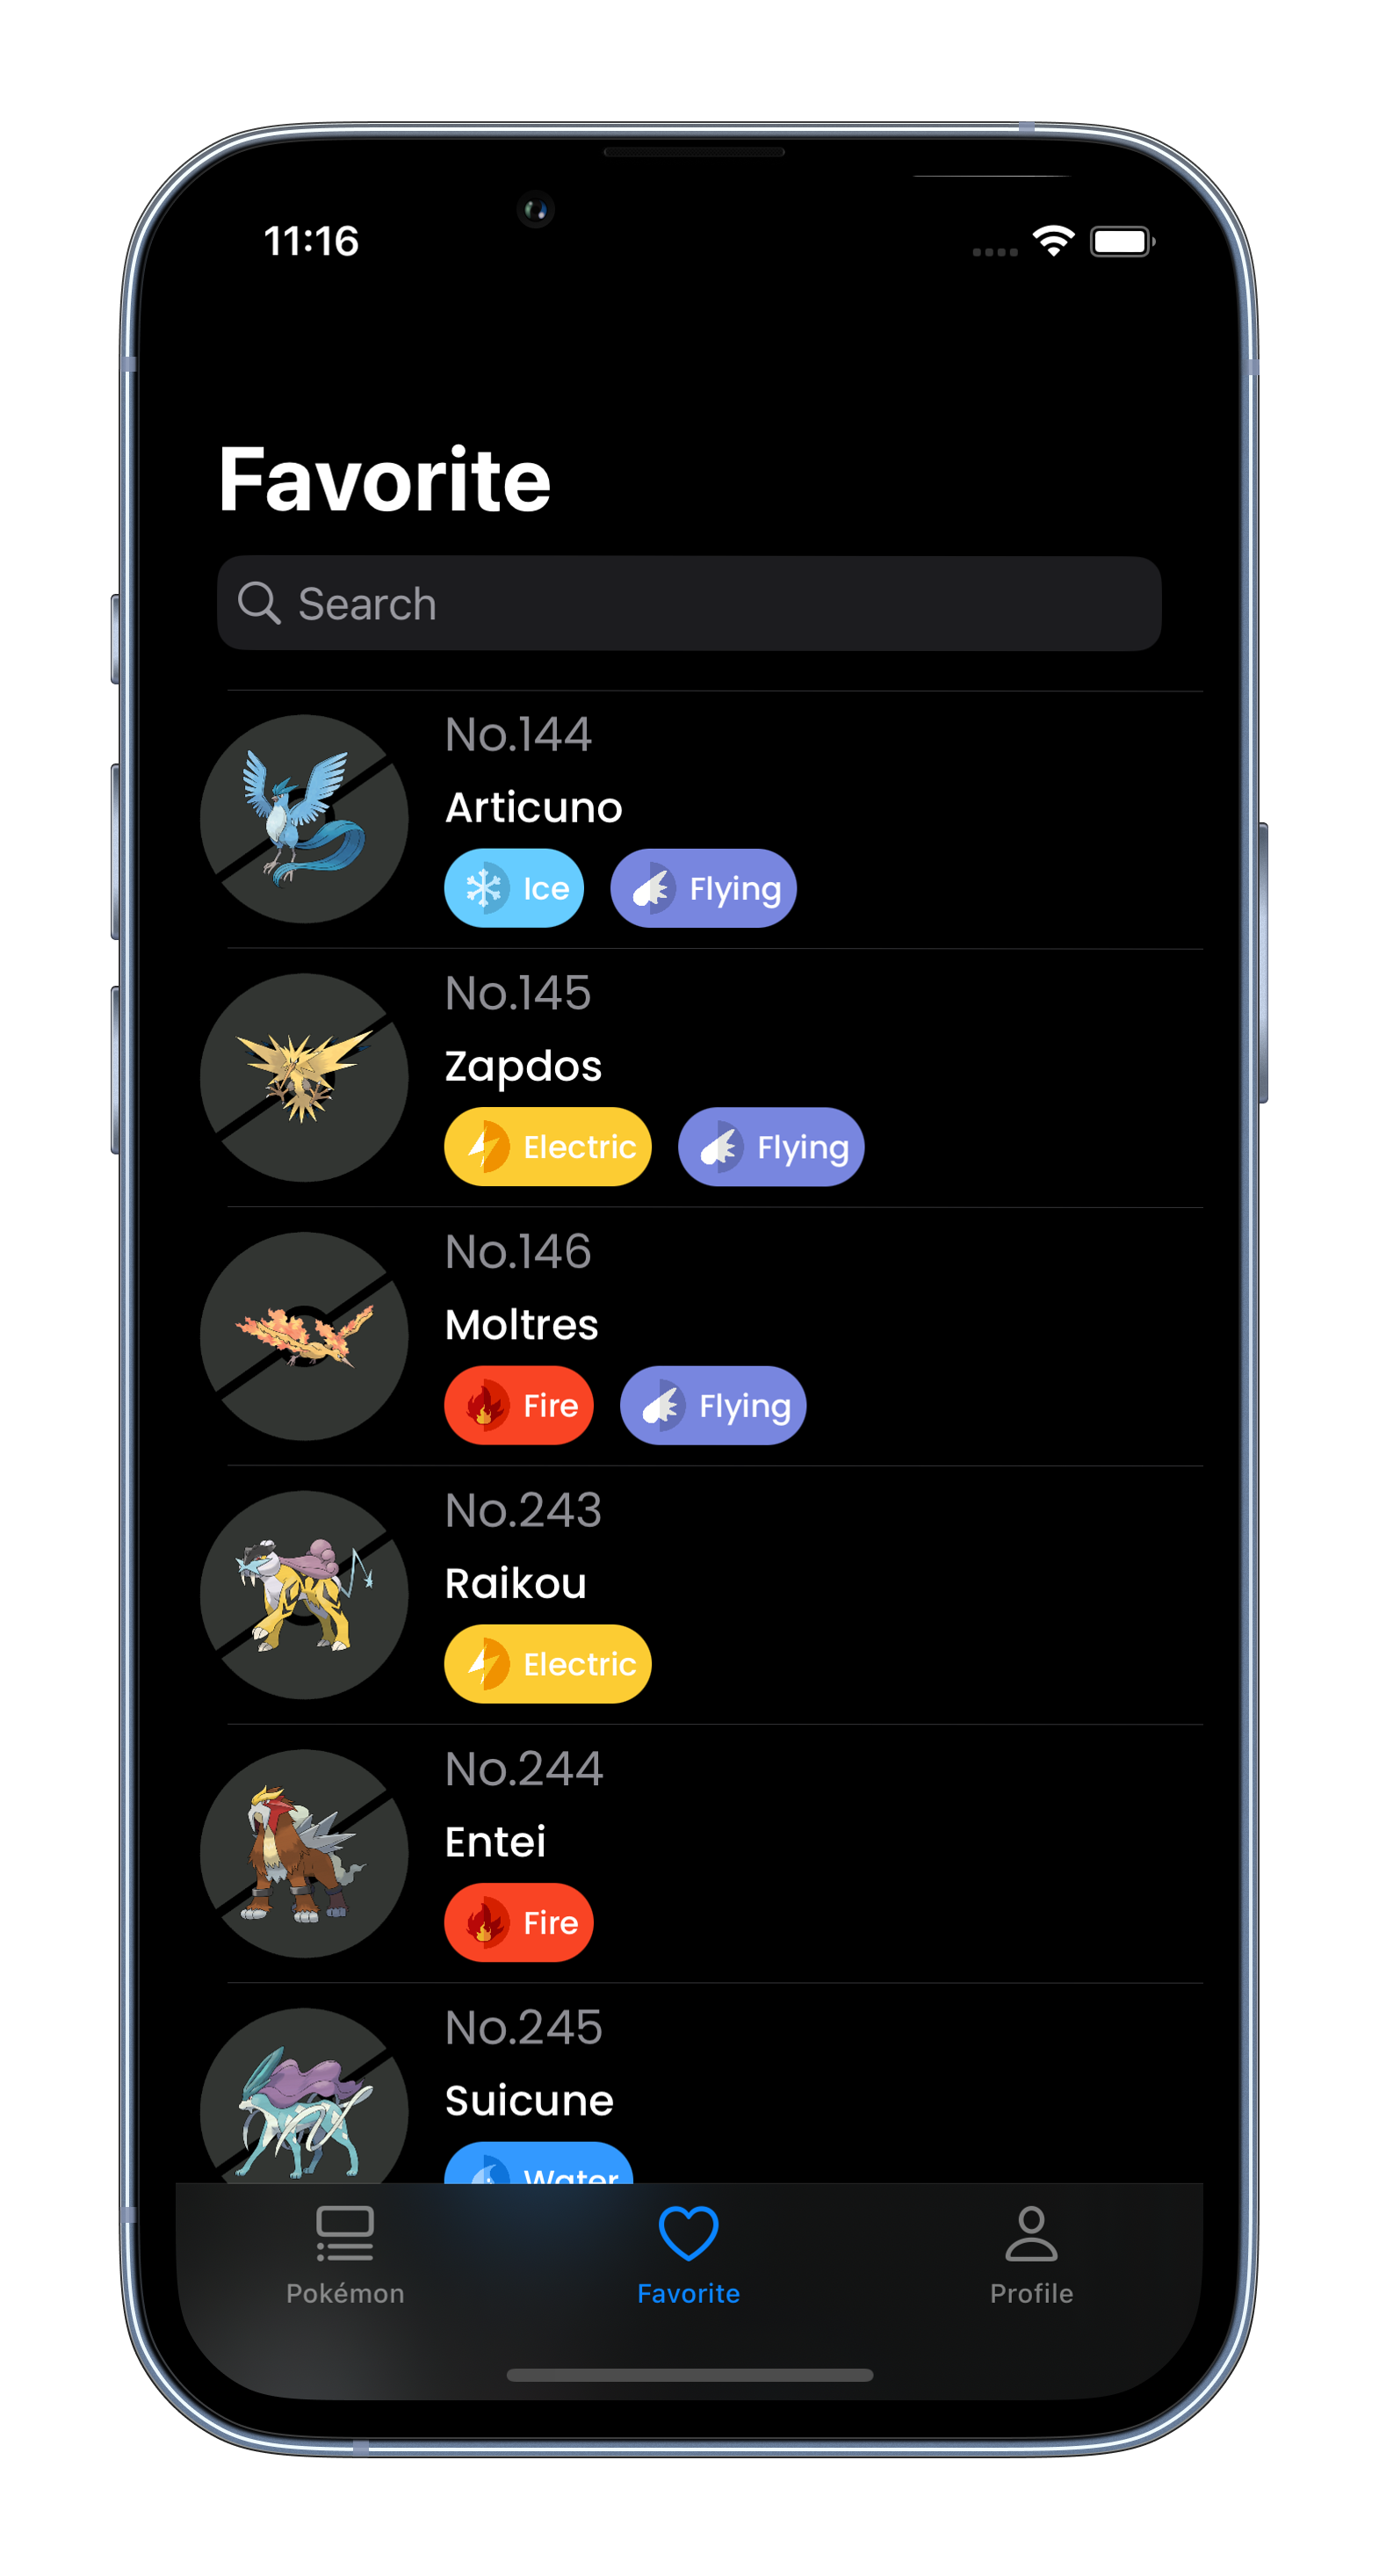 11:16
Favorite
Search
No.144
Articuno
Ice Flying
No.145
Zapdos
Electric Flying
No.146
Moltres
Fire Flying
No.243
Raikou
Electric
No.244
Entei
Fire
No.245
Suicune
Water
Pokémon Favorite Profile